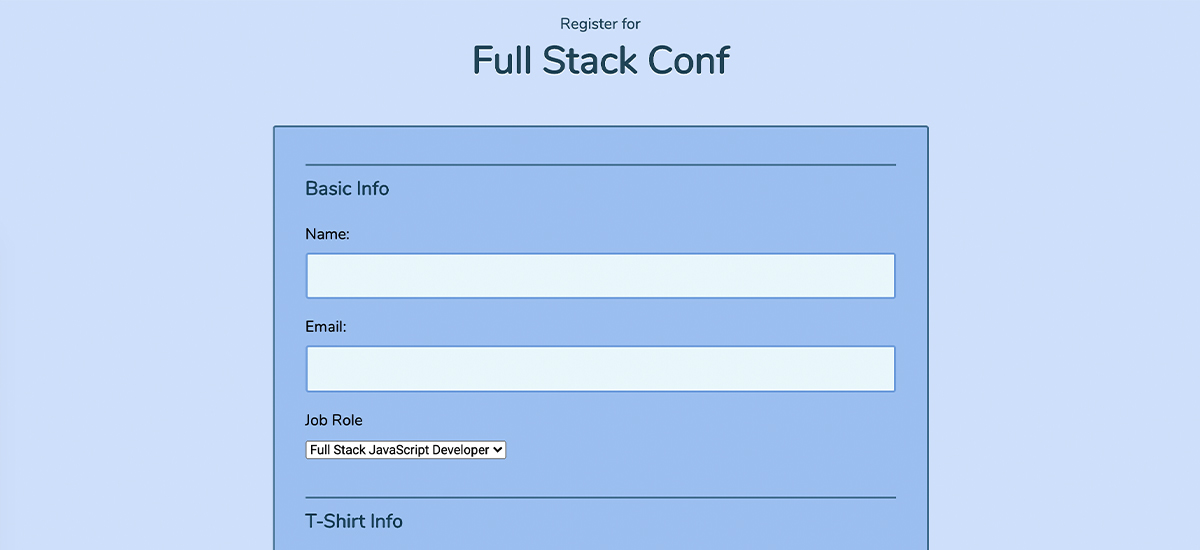 Register for
Full Stack Conf
Basic Info
Name:
Email:
Job Role
Full Stack JavaScript Developer
T-Shirt Info